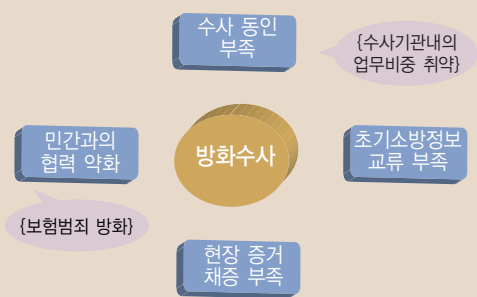 수사 동인
부족
{수사기관내의
업무비중 취약}
민간과의
협력 약화
방화수사
초기소방정보
교류 부족
{보험범죄 방화}
현장 증거
채증 부족